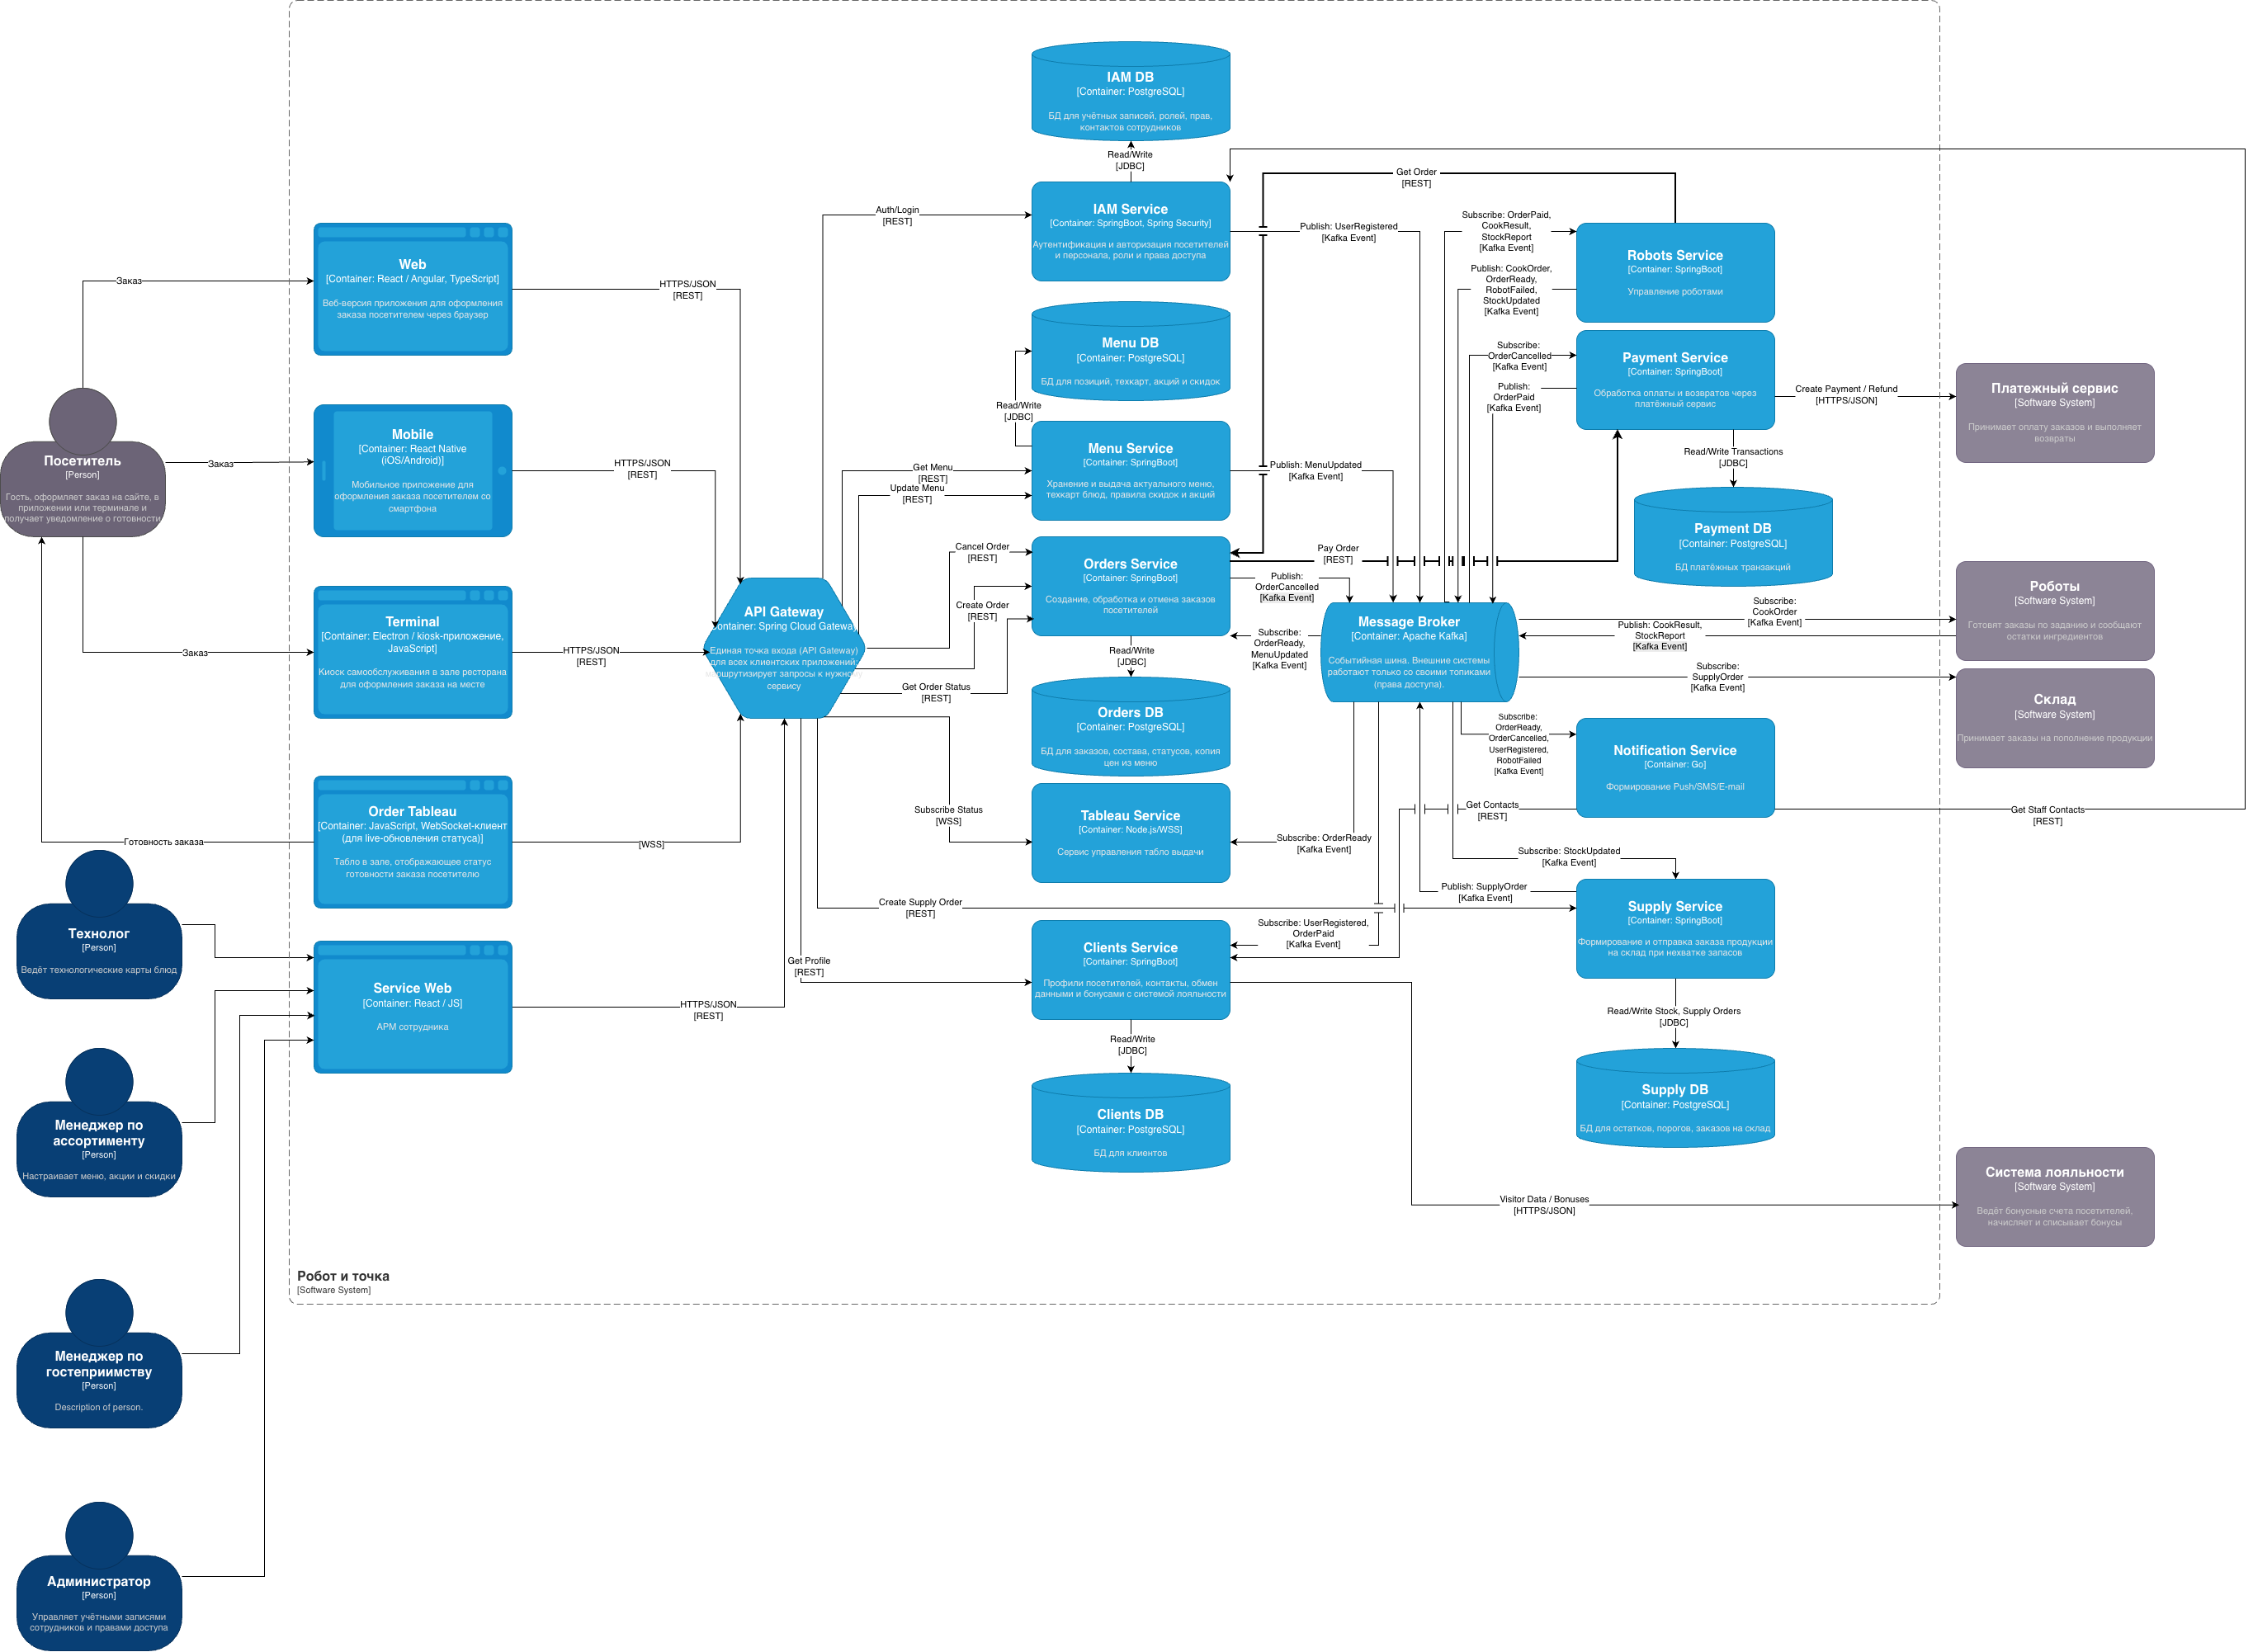 IAM DB
[Container: PostgreSQL]
БД для учётных записей, ролей, прав,
контактов сотрудников
Read/Write
[JDBC]
Get Order
[REST]
IAM Service
[Container: SpringBoot, Spring Security]
Аутентификация и авторизация посетителей
и персонала, роли и права доступа
Auth/Login
[REST]
Publish: UserRegistered
[Kafka Event]
Subscribe: OrderPaid,
CookResult,
StockReport
[Kafka Event]
Publish: CookOrder,
OrderReady,
RobotFailed,
StockUpdated
[Kafka Event]
Robots Service
[Container: SpringBoot]
Управление роботами
Web
[Container: React / Angular, TypeScript]
Веб-версия приложения для оформления
заказа посетителем через браузер
Заказ
HTTPS/JSON
[REST]
Menu DB
[Container: PostgreSQL]
БД для позиций, техкарт, акций и скидок
Read/Write
[JDBC]
Subscribe:
OrderCancelled
[Kafka Event]
Publish:
OrderPaid
[Kafka Event]
Payment Service
[Container: SpringBoot]
Обработка оплаты и возвратов через
платёжный сервис
Create Payment / Refund
[HTTPS/JSON]
Платежный сервис
[Software System]
Принимает оплату заказов и выполняет
возвраты
Посетитель
[Person]
Гость, оформляет заказ на сайте, в
приложении или терминале и
получает уведомление о готовности
Заказ
Mobile
[Container: React Native
(iOS/Android)]
Мобильное приложение для
оформления заказа посетителем со
смартфона
HTTPS/JSON
[REST]
Menu Service
[Container: SpringBoot]
Хранение и выдача актуального меню,
техкарт блюд, правила скидок и акций
Get Menu
[REST]
Update Menu
[REST]
Publish: MenuUpdated
[Kafka Event]
Read/Write Transactions
[JDBC]
Payment DB
[Container: PostgreSQL]
БД платёжных транзакций
Cancel Order
[REST]
Create Order
[REST]
Get Order Status
[REST]
Orders Service
[Container: SpringBoot]
Создание, обработка и отмена заказов
посетителей
Pay Order
[REST]
Publish:
OrderCancelled
[Kafka Event]
Subscribe:
OrderReady,
MenuUpdated
[Kafka Event]
Read/Write
[JDBC]
Заказ
Terminal
[Container: Electron / kiosk-приложение,
JavaScript]
Киоск самообслуживания в зале ресторана
для оформления заказа на месте
HTTPS/JSON
[REST]
API Gateway
Container: Spring Cloud Gateway
Единая точка входа (API Gateway)
для всех клиентских приложений;
маршрутизирует запросы к нужному
сервису
Message Broker
[Container: Apache Kafka]
Событийная шина. Внешние системы
работают только со своими топиками
(права доступа).
Subscribe:
CookOrder
[Kafka Event]
Publish: CookResult,
StockReport
[Kafka Event]
Subscribe:
SupplyOrder
[Kafka Event]
Роботы
[Software System]
Готовят заказы по заданию и сообщают
остатки ингредиентов
Склад
[Software System]
Принимает заказы на пополнение продукции
Orders DB
[Container: PostgreSQL]
БД для заказов, состава, статусов, копия
цен из меню
Subscribe:
OrderReady,
OrderCancelled,
UserRegistered,
RobotFailed
[Kafka Event]
Notification Service
[Container: Go]
Формирование Push/SMS/E-mail
Get Contacts
[REST]
Get Staff Contacts
[REST]
Order Tableau
[Container: JavaScript, WebSocket-клиент
(для live-обновления статуса)]
Табло в зале, отображающее статус
готовности заказа посетителю
Готовность заказа
[WSS]
Subscribe Status
[WSS]
Tableau Service
[Container: Node.js/WSS]
Сервис управления табло выдачи
Subscribe: OrderReady
[Kafka Event]
Subscribe: StockUpdated
[Kafka Event]
Publish: SupplyOrder
[Kafka Event]
Supply Service
[Container: SpringBoot]
Формирование и отправка заказа продукции
на склад при нехватке запасов
Create Supply Order
[REST]
Технолог
[Person]
Ведёт технологические карты блюд
Service Web
[Container: React / JS]
АРМ сотрудника
HTTPS/JSON
[REST]
Get Profile
[REST]
Subscribe: UserRegistered,
OrderPaid
[Kafka Event]
Clients Service
[Container: SpringBoot]
Профили посетителей, контакты, обмен
данными и бонусами с системой лояльности
Read/Write
[JDBC]
Read/Write Stock, Supply Orders
[JDBC]
Clients DB
[Container: PostgreSQL]
БД для клиентов
Supply DB
[Container: PostgreSQL]
БД для остатков, порогов, заказов на склад
Менеджер по
ассортименту
[Person]
Настраивает меню, акции и скидки
Visitor Data / Bonuses
[HTTPS/JSON]
Система лояльности
[Software System]
Ведёт бонусные счета посетителей,
начисляет и списывает бонусы
Робот и точка
[Software System]
Менеджер по
гостеприимству
[Person]
Description of person.
Администратор
[Person]
Управляет учётными записями
сотрудников и правами доступа